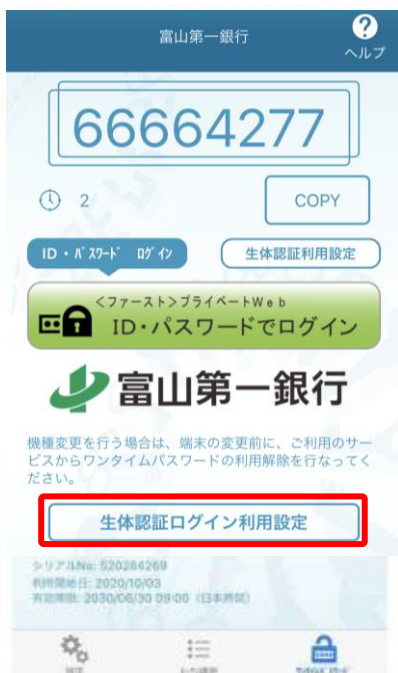 富山第一銀行
ヘルプ
66664277
2
COPY
ID・パスワード ログイン
生体認証利用設定
<ファースト>プライベートWeb
ID・パスワードでログイン
富山第一銀行
機種変更を行う場合は、端末の変更前に、ご利用のサー
ビスからワンタイムパスワードの利用解除を行なってく
ださい。
生体認証ログイン利用設定
シリアルNo: 520284269
利用開始日: 2020/10/03
有効期限: 2030/06/30 09:00 (日本時間)